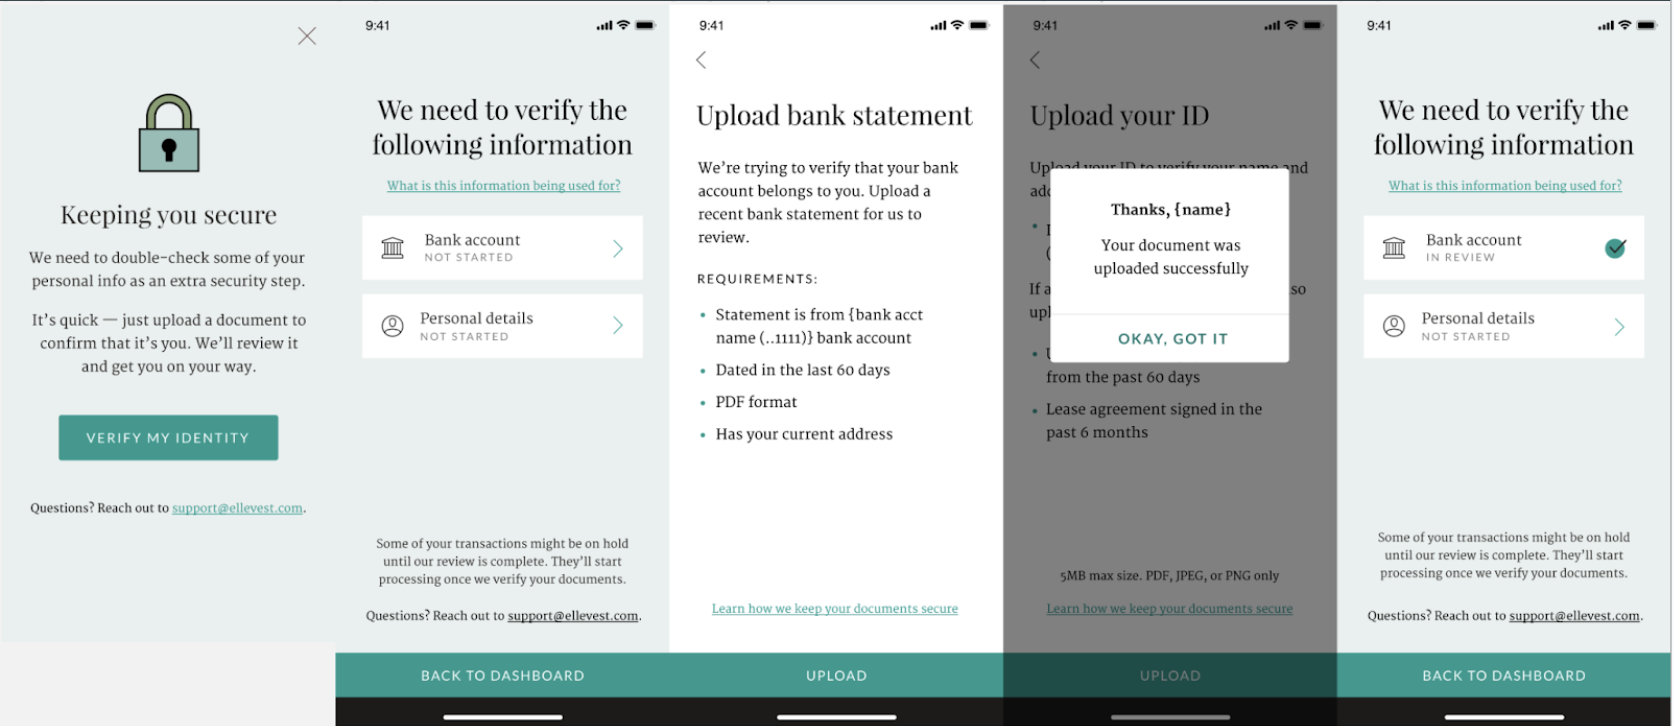 Keeping you secure
We need to double-check some of your
personal info as an extra security step.
It's quick — just upload a document to
confirm that it's you. We'll review it
and get you on your way.
VERIFY MY IDENTITY
Questions? Reach out to support@ellevest.com.
9:41
We need to verify the
following information
What is this information being used for?
Bank account
NOT STARTED
Personal details
NOT STARTED
Some of your transactions might be on hold
until our review is complete. They'll start
processing once we verify your documents.
Questions? Reach out to support@ellevest.com.
BACK TO DASHBOARD
9:41
Upload bank statement
We're trying to verify that your bank
account belongs to you. Upload a
recent bank statement for us to
review.
REQUIREMENTS:
Statement is from {bank acct
name (..1111)} bank account
Dated in the last 60 days
PDF format
Has your current address
Learn how we keep your documents secure
UPLOAD
9:41
Upload your ID
Upload your ID to verify your name and
Thanks, {name}
Your document was
uploaded successfully
OKAY, GOT IT
If a
so
from the past 60 days
Lease agreement signed in the
past 6 months
5MB max size. PDF, JPEG, or PNG only
Learn how we keep your documents secure
UPLOAD
9:41
We need to verify the
following information
What is this information being used for?
Bank account
IN REVIEW
Personal details
NOT STARTED
Some of your transactions might be on hold
until our review is complete. They'll start
processing once we verify your documents.
Questions? Reach out to support@ellevest.com.
BACK TO DASHBOARD